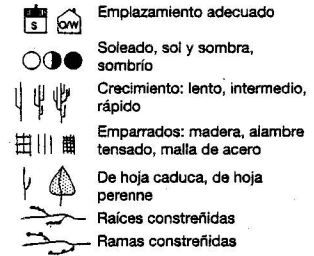 S O/W Emplazamiento adecuado
Soleado, sol y sombra,
sombrío
Crecimiento: lento, intermedio,
rápido
Emparrados: madera, alambre
tensado, malla de acero
De hoja caduca, de hoja
perenne
Raíces constreñidas
Ramas constreñidas